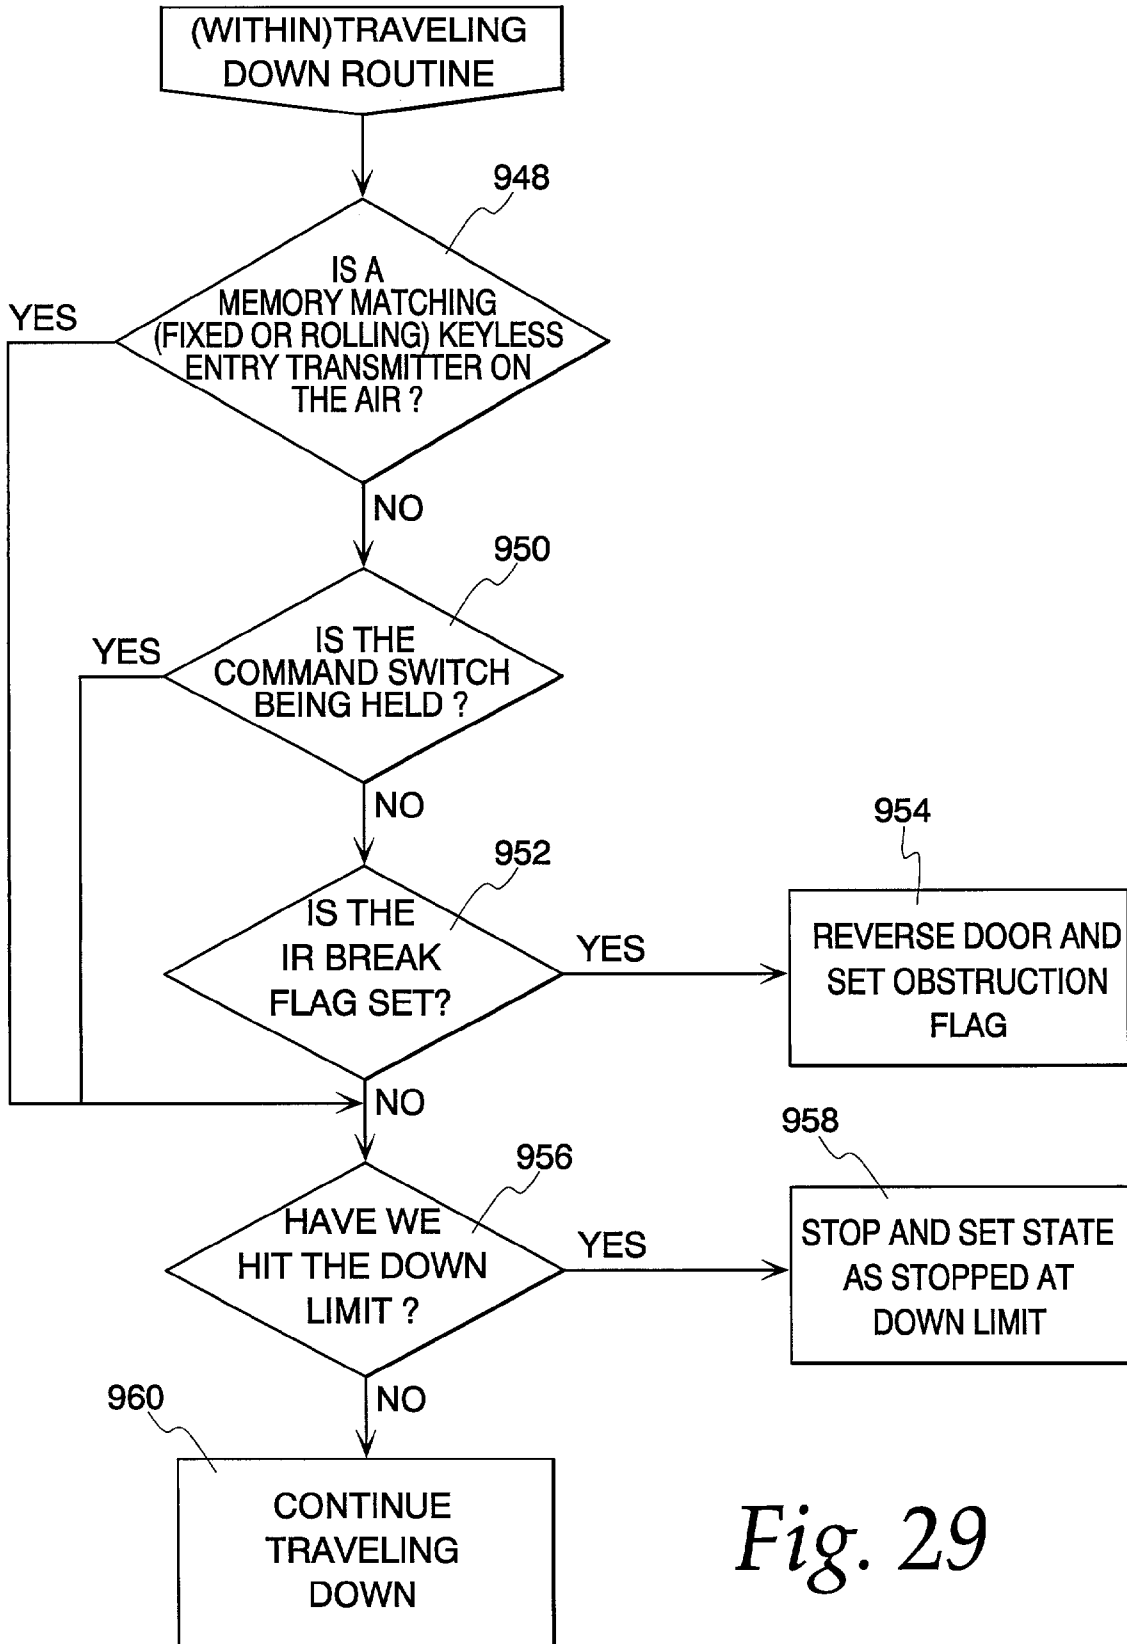 (WITHIN)TRAVELING
DOWN ROUTINE
948
IS A
MEMORY MATCHING
(FIXED OR ROLLING) KEYLESS
ENTRY TRANSMITTER ON
THE AIR ?
YES
NO
950
IS THE
COMMAND SWITCH
BEING HELD ?
YES
NO
952
IS THE
IR BREAK
FLAG SET?
YES
954
REVERSE DOOR AND
SET OBSTRUCTION
FLAG
NO
956
HAVE WE
HIT THE DOWN
LIMIT ?
YES
958
STOP AND SET STATE
AS STOPPED AT
DOWN LIMIT
NO
960
CONTINUE
TRAVELING
DOWN
Fig. 29